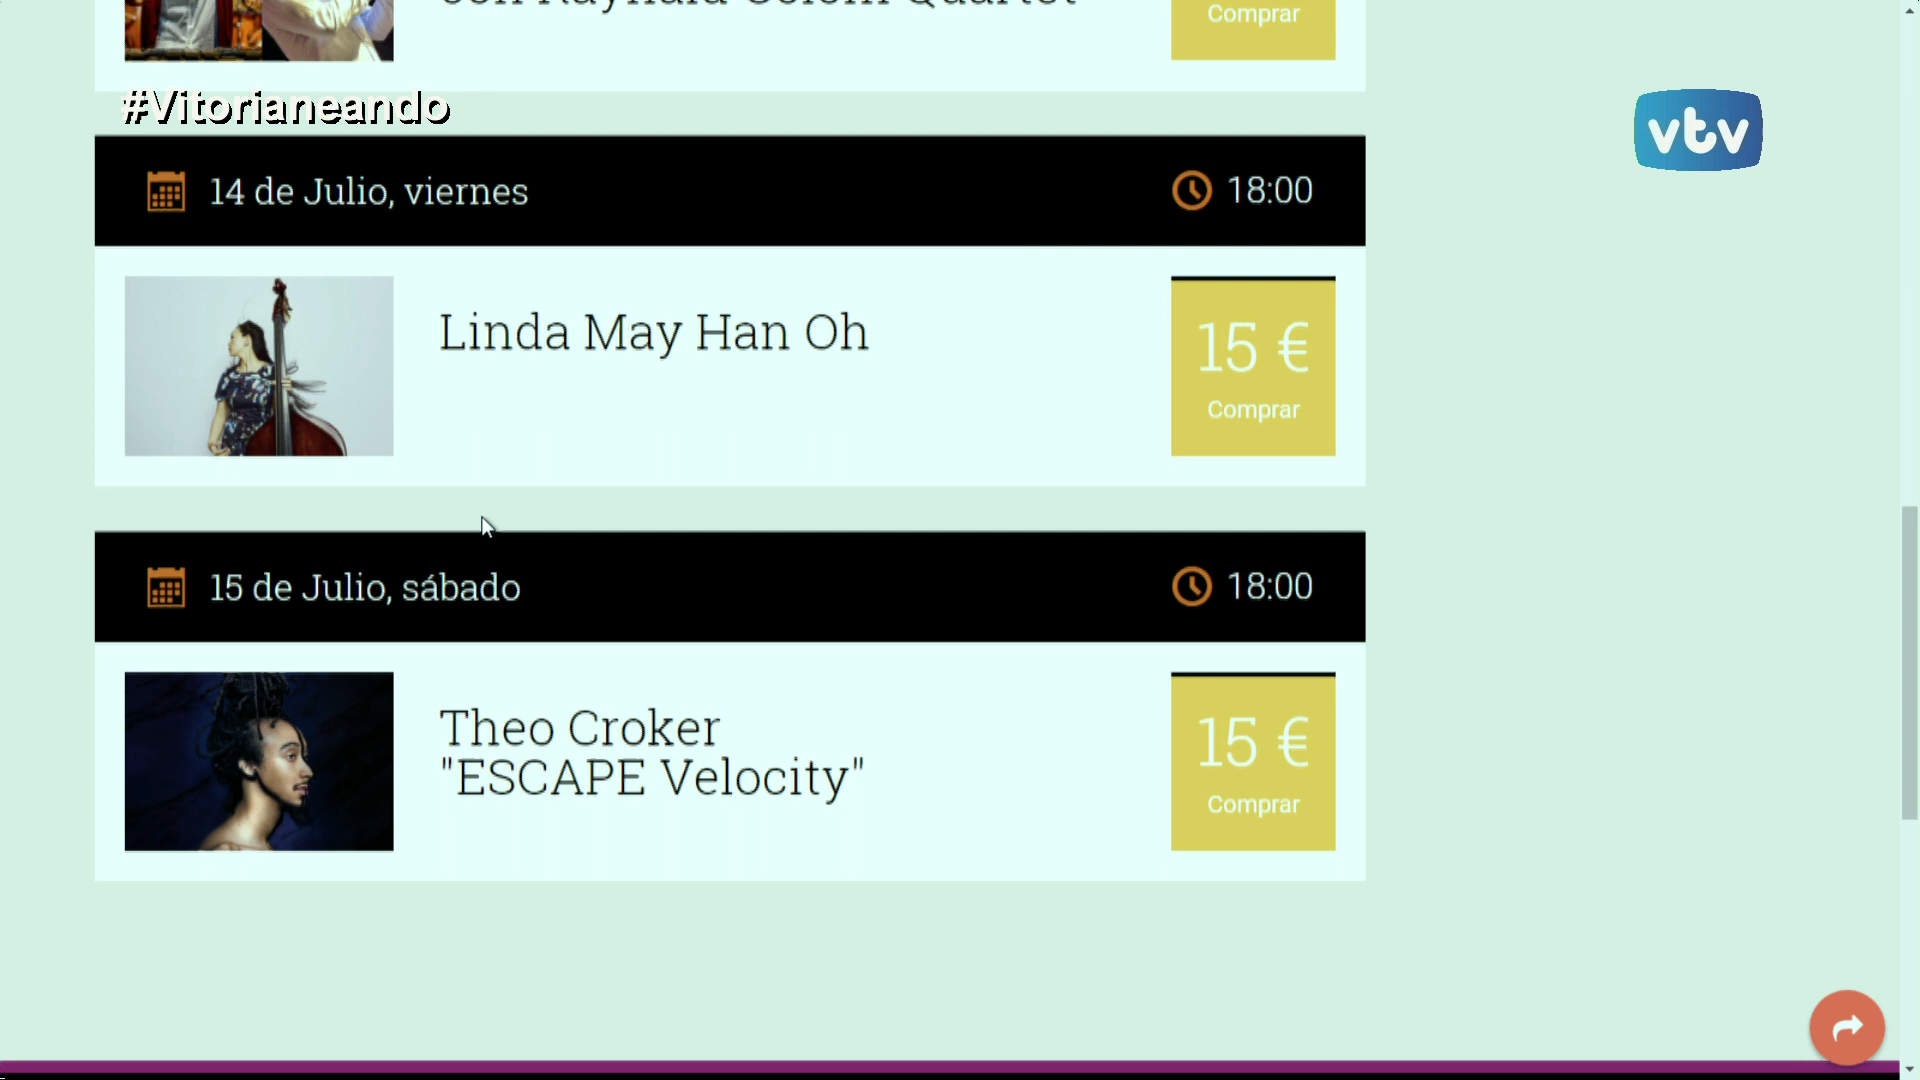 Comprar
#Vitorianeando
vtv
14 de Julio, viernes
18:00
Linda May Han Oh
15 €
Comprar
15 de Julio, sábado
18:00
Theo Croker
"ESCAPE Velocity"
15 €
Comprar